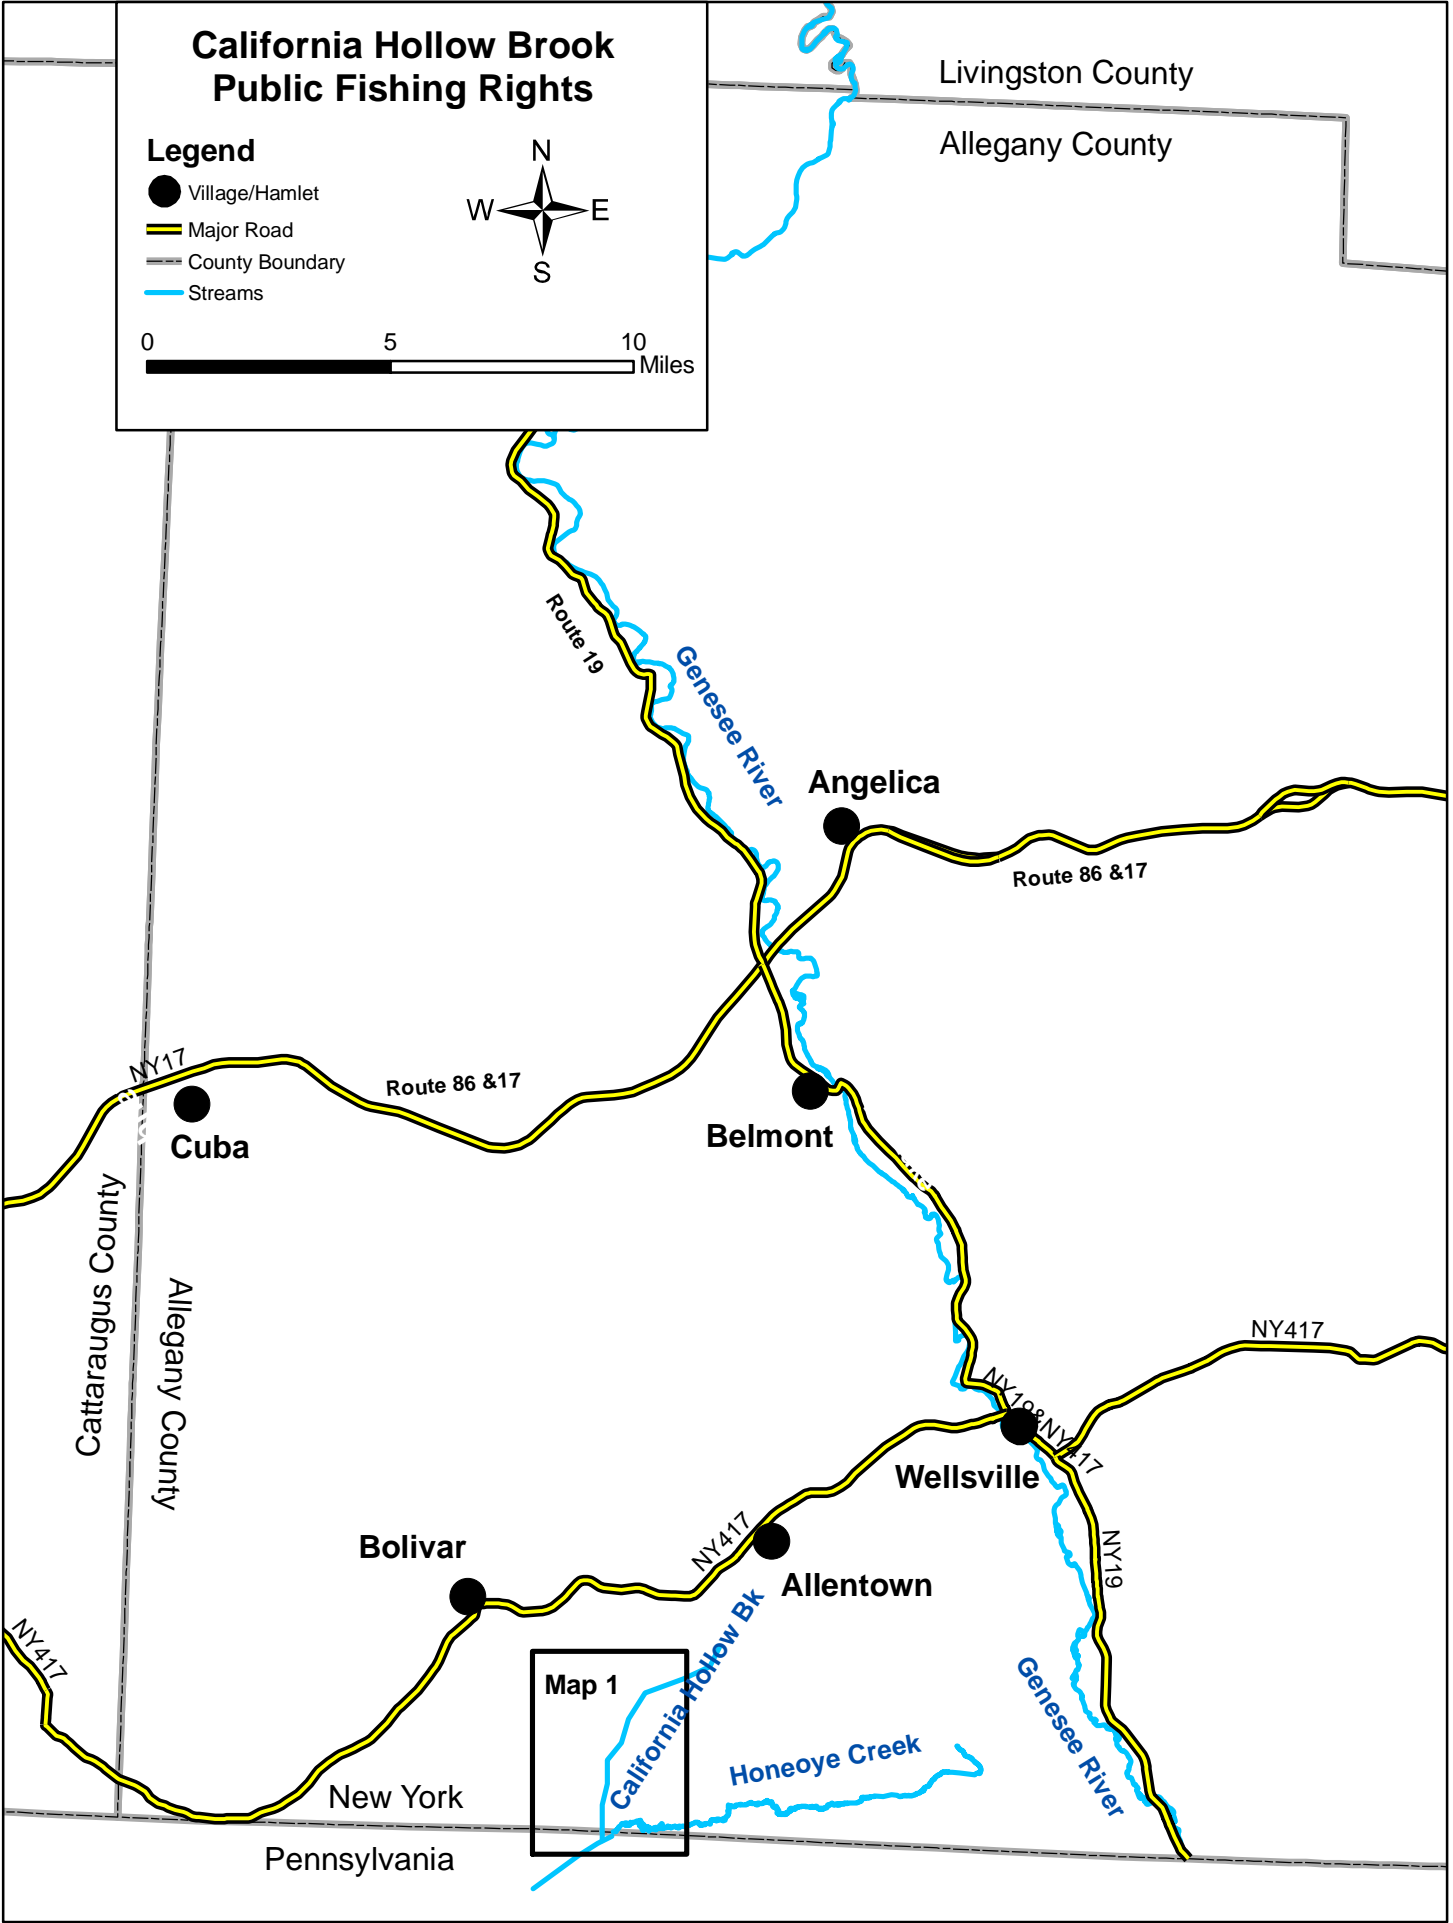 California Hollow Brook
Public Fishing Rights
Legend
Village/Hamlet
Major Road
County Boundary
Streams
N
W
E
S
0
5
10
Miles
Livingston County
Allegany County
Route 19
Genesee River
Angelica
Route 86 &17
NY17
Cuba
Route 86 &17
Belmont
Cattaraugus County
Allegany County
NY417
NY19&NY417
Wellsville
NY417
Bolivar
Allentown
NY19
NY417
Map 1
California Hollow Bk
Honeoye Creek
Genesee River
New York
Pennsylvania